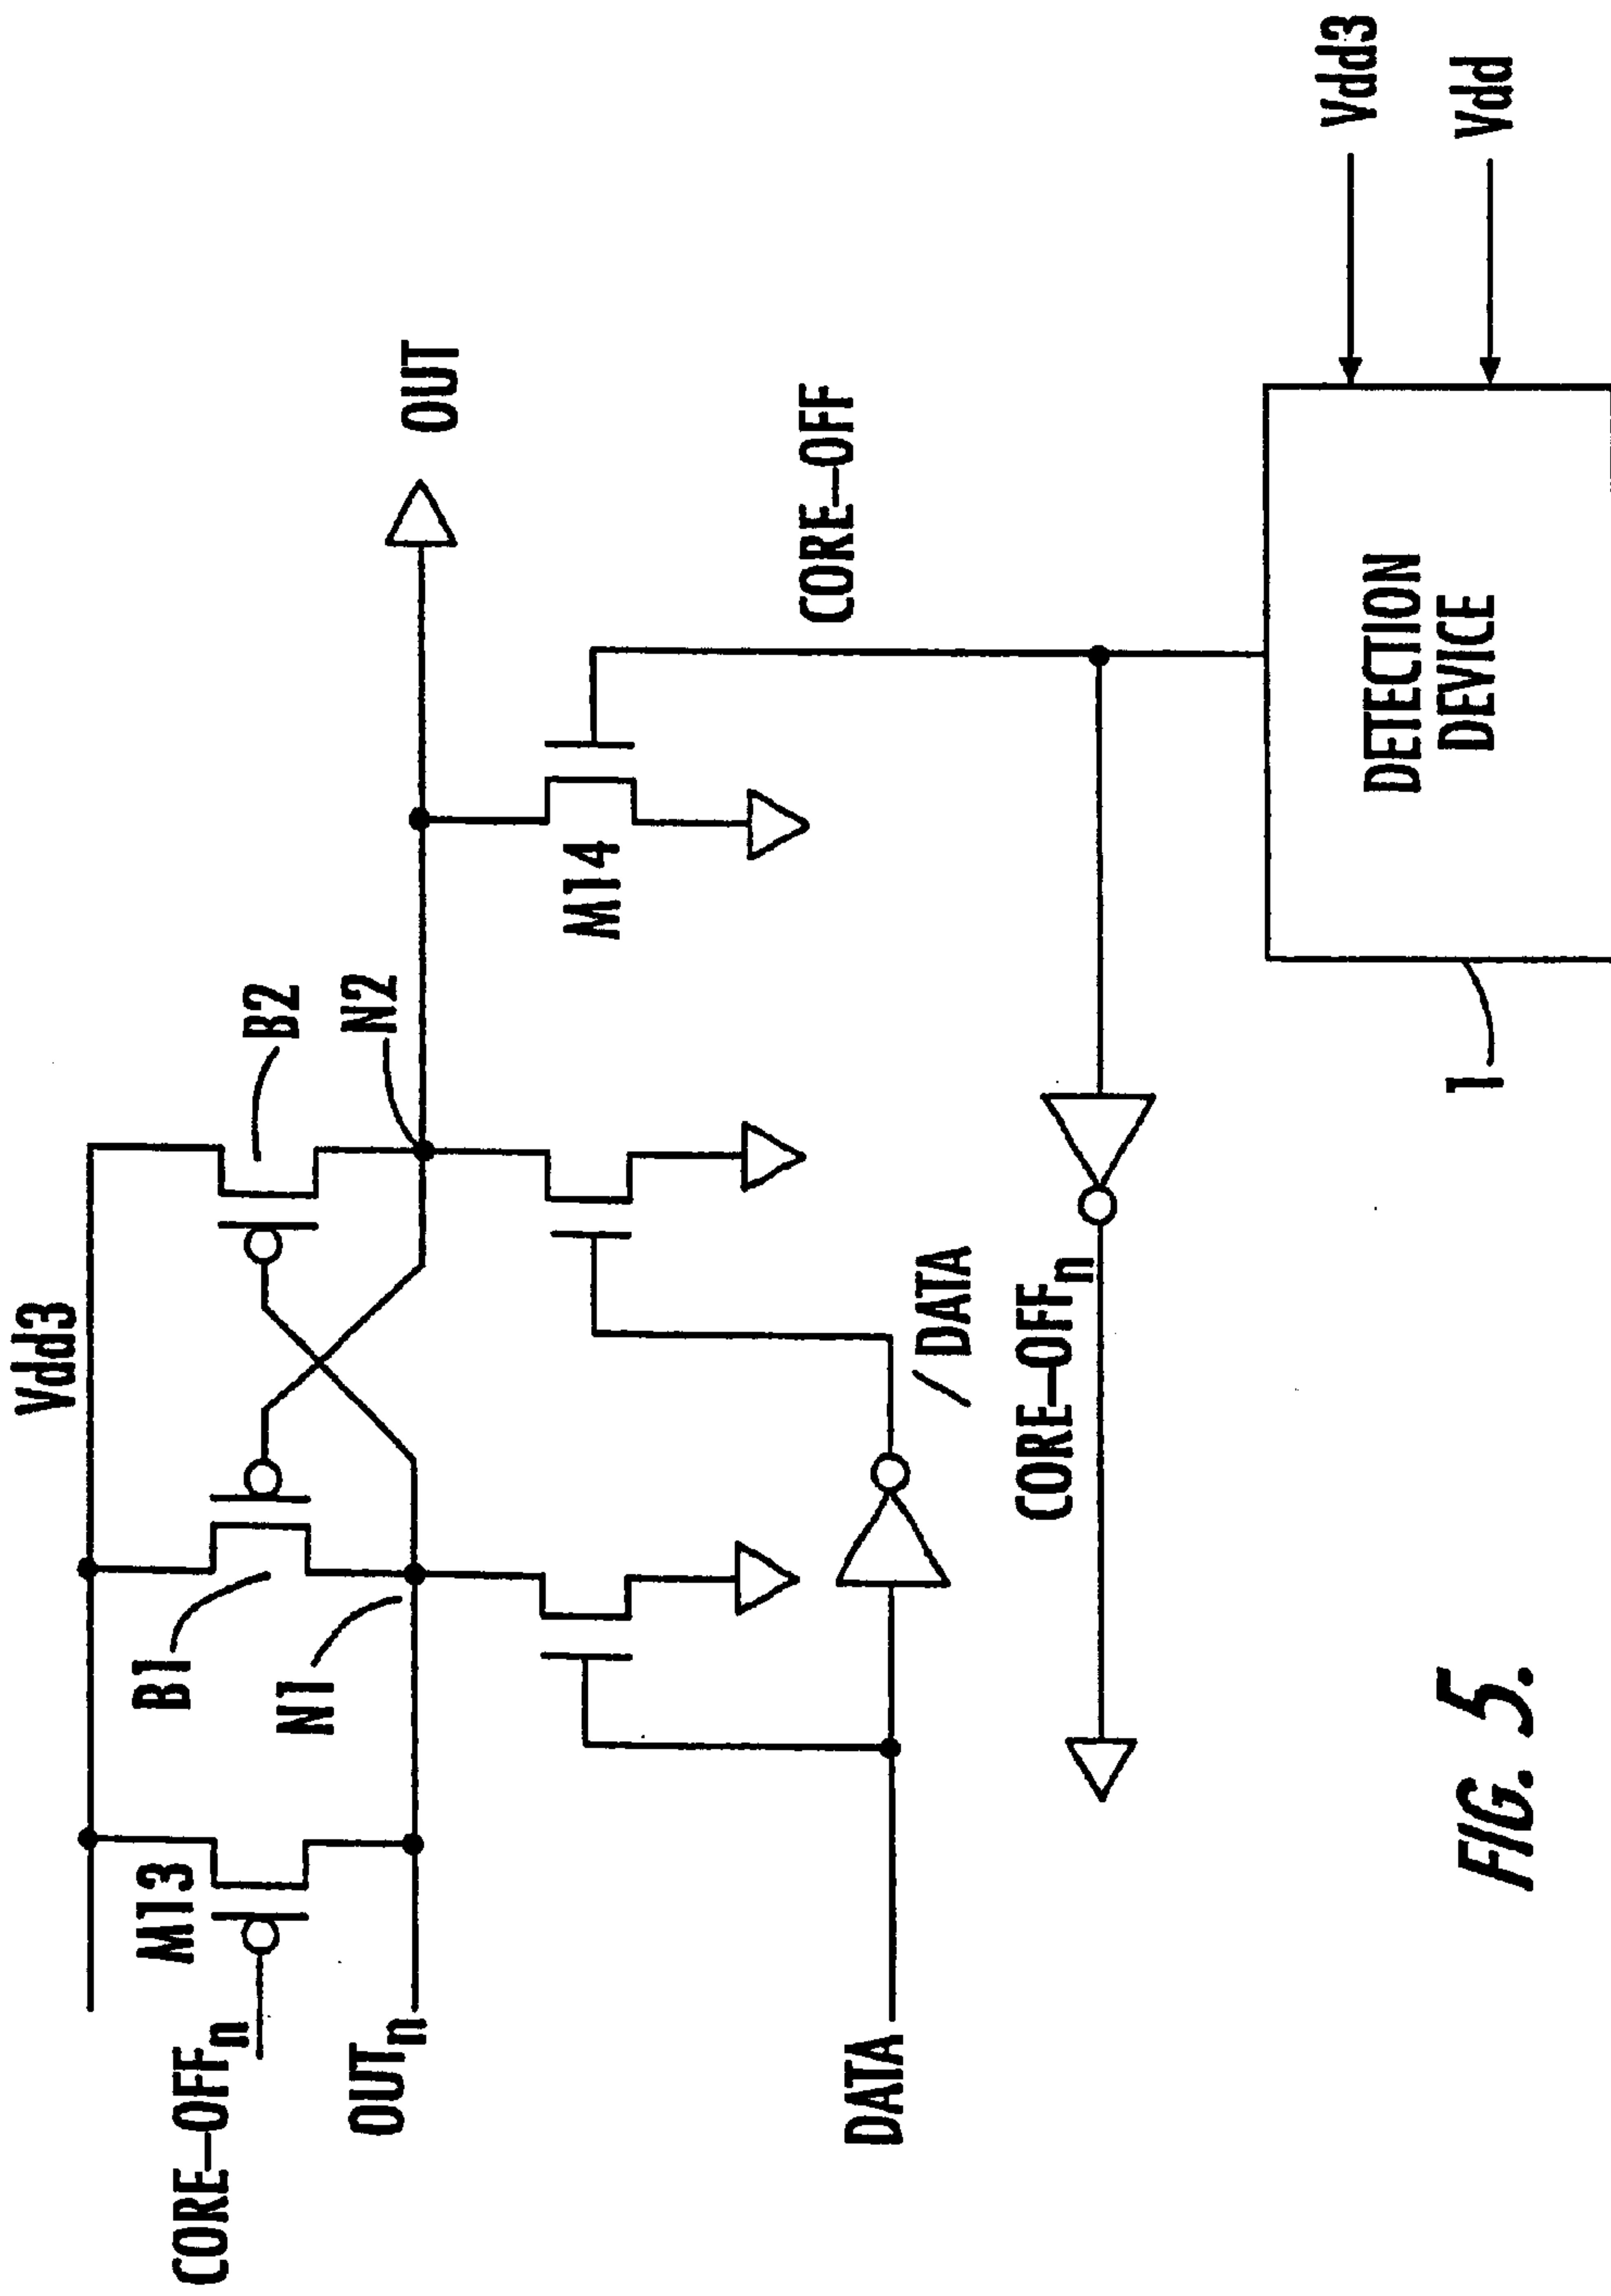 Vdd3
CORE-OFFn
M13
B1
B2
N1
N2
OUTn
OUT
M14
DATA
/DATA
CORE-OFF
CORE-OFFn
DETECTION
DEVICE
Vdd3
Vdd
1
FIG. 5.